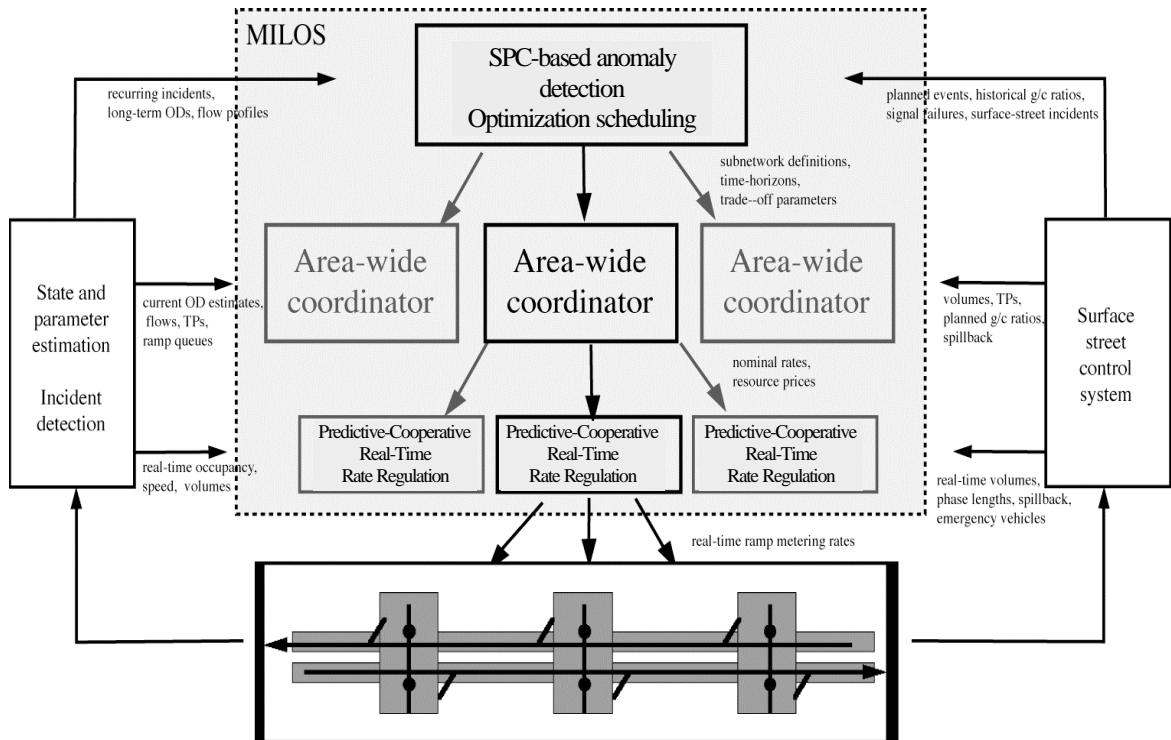 MILOS
SPC-based anomaly
detection
Optimization scheduling
recurring incidents,
long-term ODs, flow profiles
planned events, historical g/c ratios,
signal failures, surface-street incidents
subnetwork definitions,
time-horizons,
trade--off parameters
Area-wide
coordinator
Area-wide
coordinator
Area-wide
coordinator
State and
parameter
estimation
Incident
detection
current OD estimates,
flows, TPs,
ramp queues
volumes, TPs,
planned g/c ratios,
spillback
Surface
street
control
system
nominal rates,
resource prices
Predictive-Cooperative
Real-Time
Rate Regulation
Predictive-Cooperative
Real-Time
Rate Regulation
Predictive-Cooperative
Real-Time
Rate Regulation
real-time occupancy,
speed, volumes
real-time volumes,
phase lengths, spillback,
emergency vehicles
real-time ramp metering rates